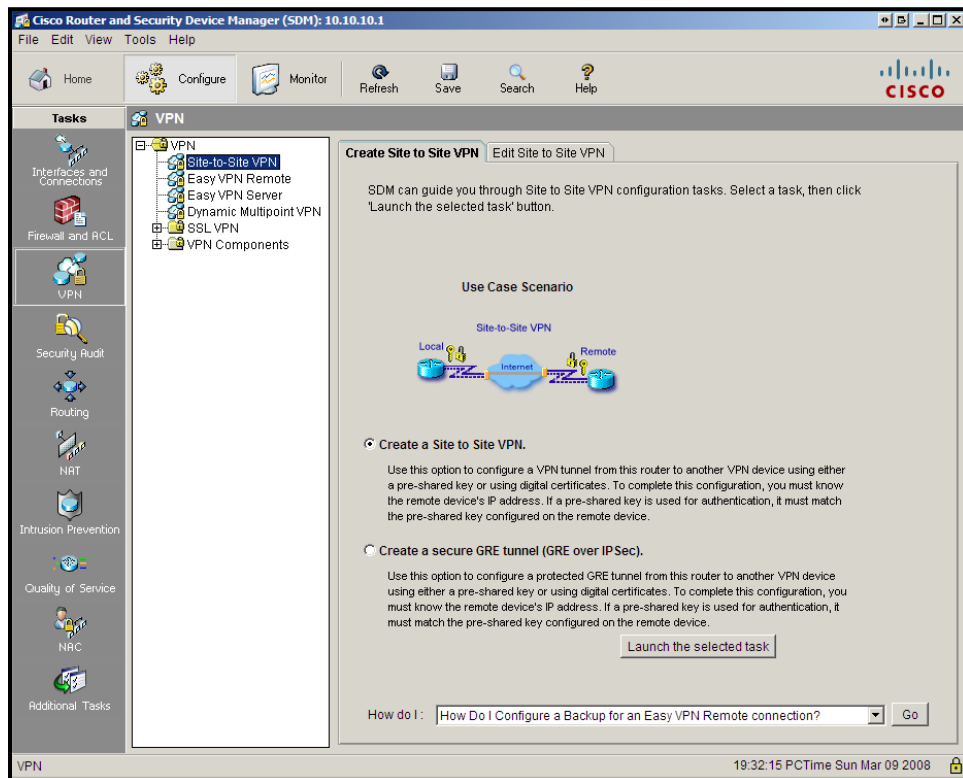 Cisco Router and Security Device Manager (SDM): 10.10.10.1
File Edit View Tools Help
Home
Configure
Monitor
Refresh
Save
Search
Help
CISCO
Tasks
VPN
Interfaces and
Connections
Firewall and ACL
VPN
Security Audit
Routing
NAT
Intrusion Prevention
Quality of Service
NAC
Additional Tasks
VPN
Site-to-Site VPN
Easy VPN Remote
Easy VPN Server
Dynamic Multipoint VPN
SSL VPN
VPN Components
Create Site to Site VPN
Edit Site to Site VPN
SDM can guide you through Site to Site VPN configuration tasks. Select a task, then click
'Launch the selected task' button.
Use Case Scenario
Site-to-Site VPN
Local
Internet
Remote
Create a Site to Site VPN.
Use this option to configure a VPN tunnel from this router to another VPN device using either
a pre-shared key or using digital certificates. To complete this configuration, you must know
the remote device's IP address. If a pre-shared key is used for authentication, it must match
the pre-shared key configured on the remote device.
Create a secure GRE tunnel (GRE over IPSec).
Use this option to configure a protected GRE tunnel from this router to another VPN device
using either a pre-shared key or using digital certificates. To complete this configuration, you
must know the remote device's IP address. If a pre-shared key is used for authentication, it
must match the pre-shared key configured on the remote device.
Launch the selected task
How do I :
How Do I Configure a Backup for an Easy VPN Remote connection?
Go
VPN
19:32:15 PCTime Sun Mar 09 2008